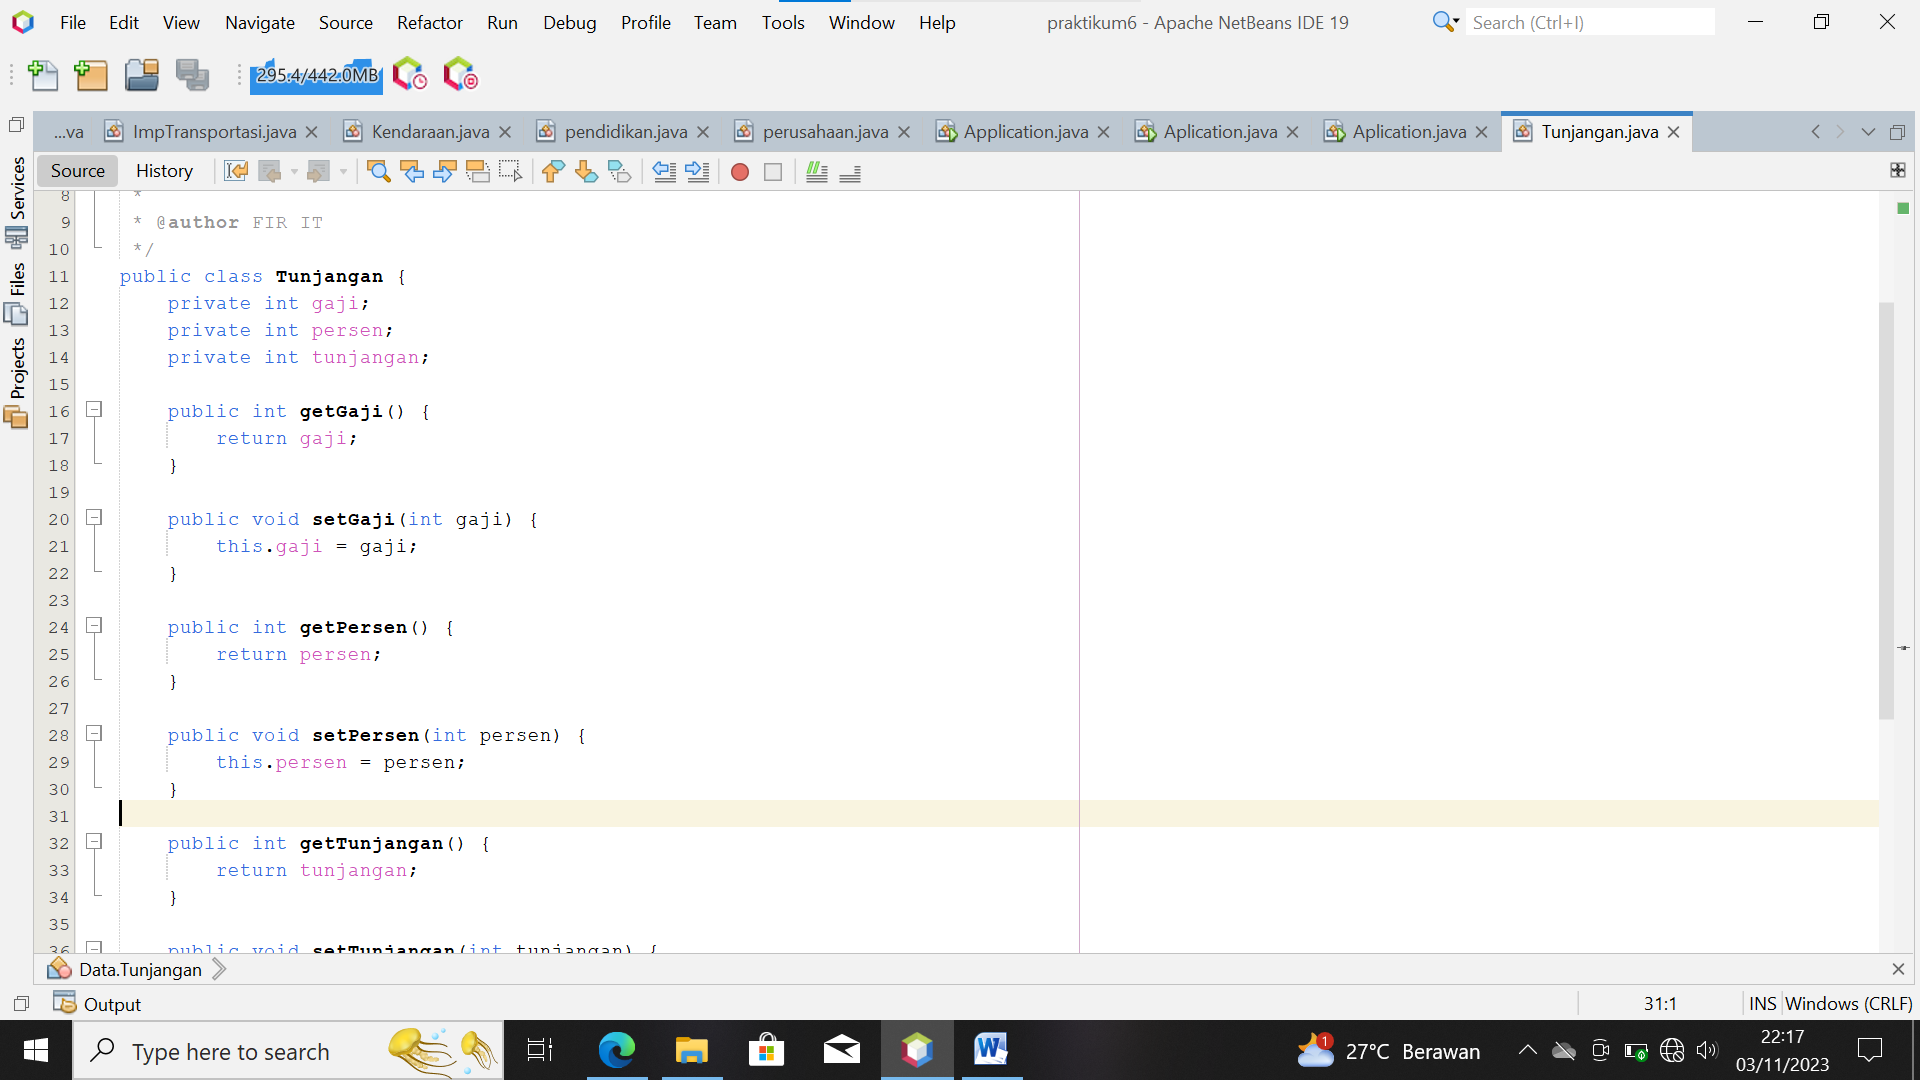 File Edit View Navigate Source Refactor Run Debug Profile Team Tools Window Help praktikum6 - Apache NetBeans IDE 19 Search (Ctrl+I)
295.4/442.0MB
...va ImpTransportasi.java Kendaraan.java pendidikan.java perusahaan.java Application.java Aplication.java Aplication.java Tunjangan.java
Source History
Services
Files
Projects
8 *
9 * @author FIR IT
10 */
11 public class Tunjangan {
12 private int gaji;
13 private int persen;
14 private int tunjangan;
15
16 public int getGaji() {
17 return gaji;
18 }
19
20 public void setGaji(int gaji) {
21 this.gaji = gaji;
22 }
23
24 public int getPersen() {
25 return persen;
26 }
27
28 public void setPersen(int persen) {
29 this.persen = persen;
30 }
31
32 public int getTunjangan() {
33 return tunjangan;
34 }
35
36 public void setTunjangan(int tunjangan) {
Data.Tunjangan
Output 31:1 INS Windows (CRLF)
Type here to search 1 27°C Berawan 22:17
03/11/2023